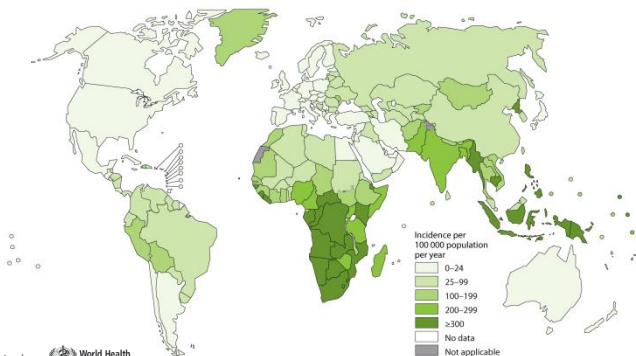 Incidence per
100 000 population
per year
0–24
25–99
100–199
200–299
≥300
No data
Not applicable
World Health